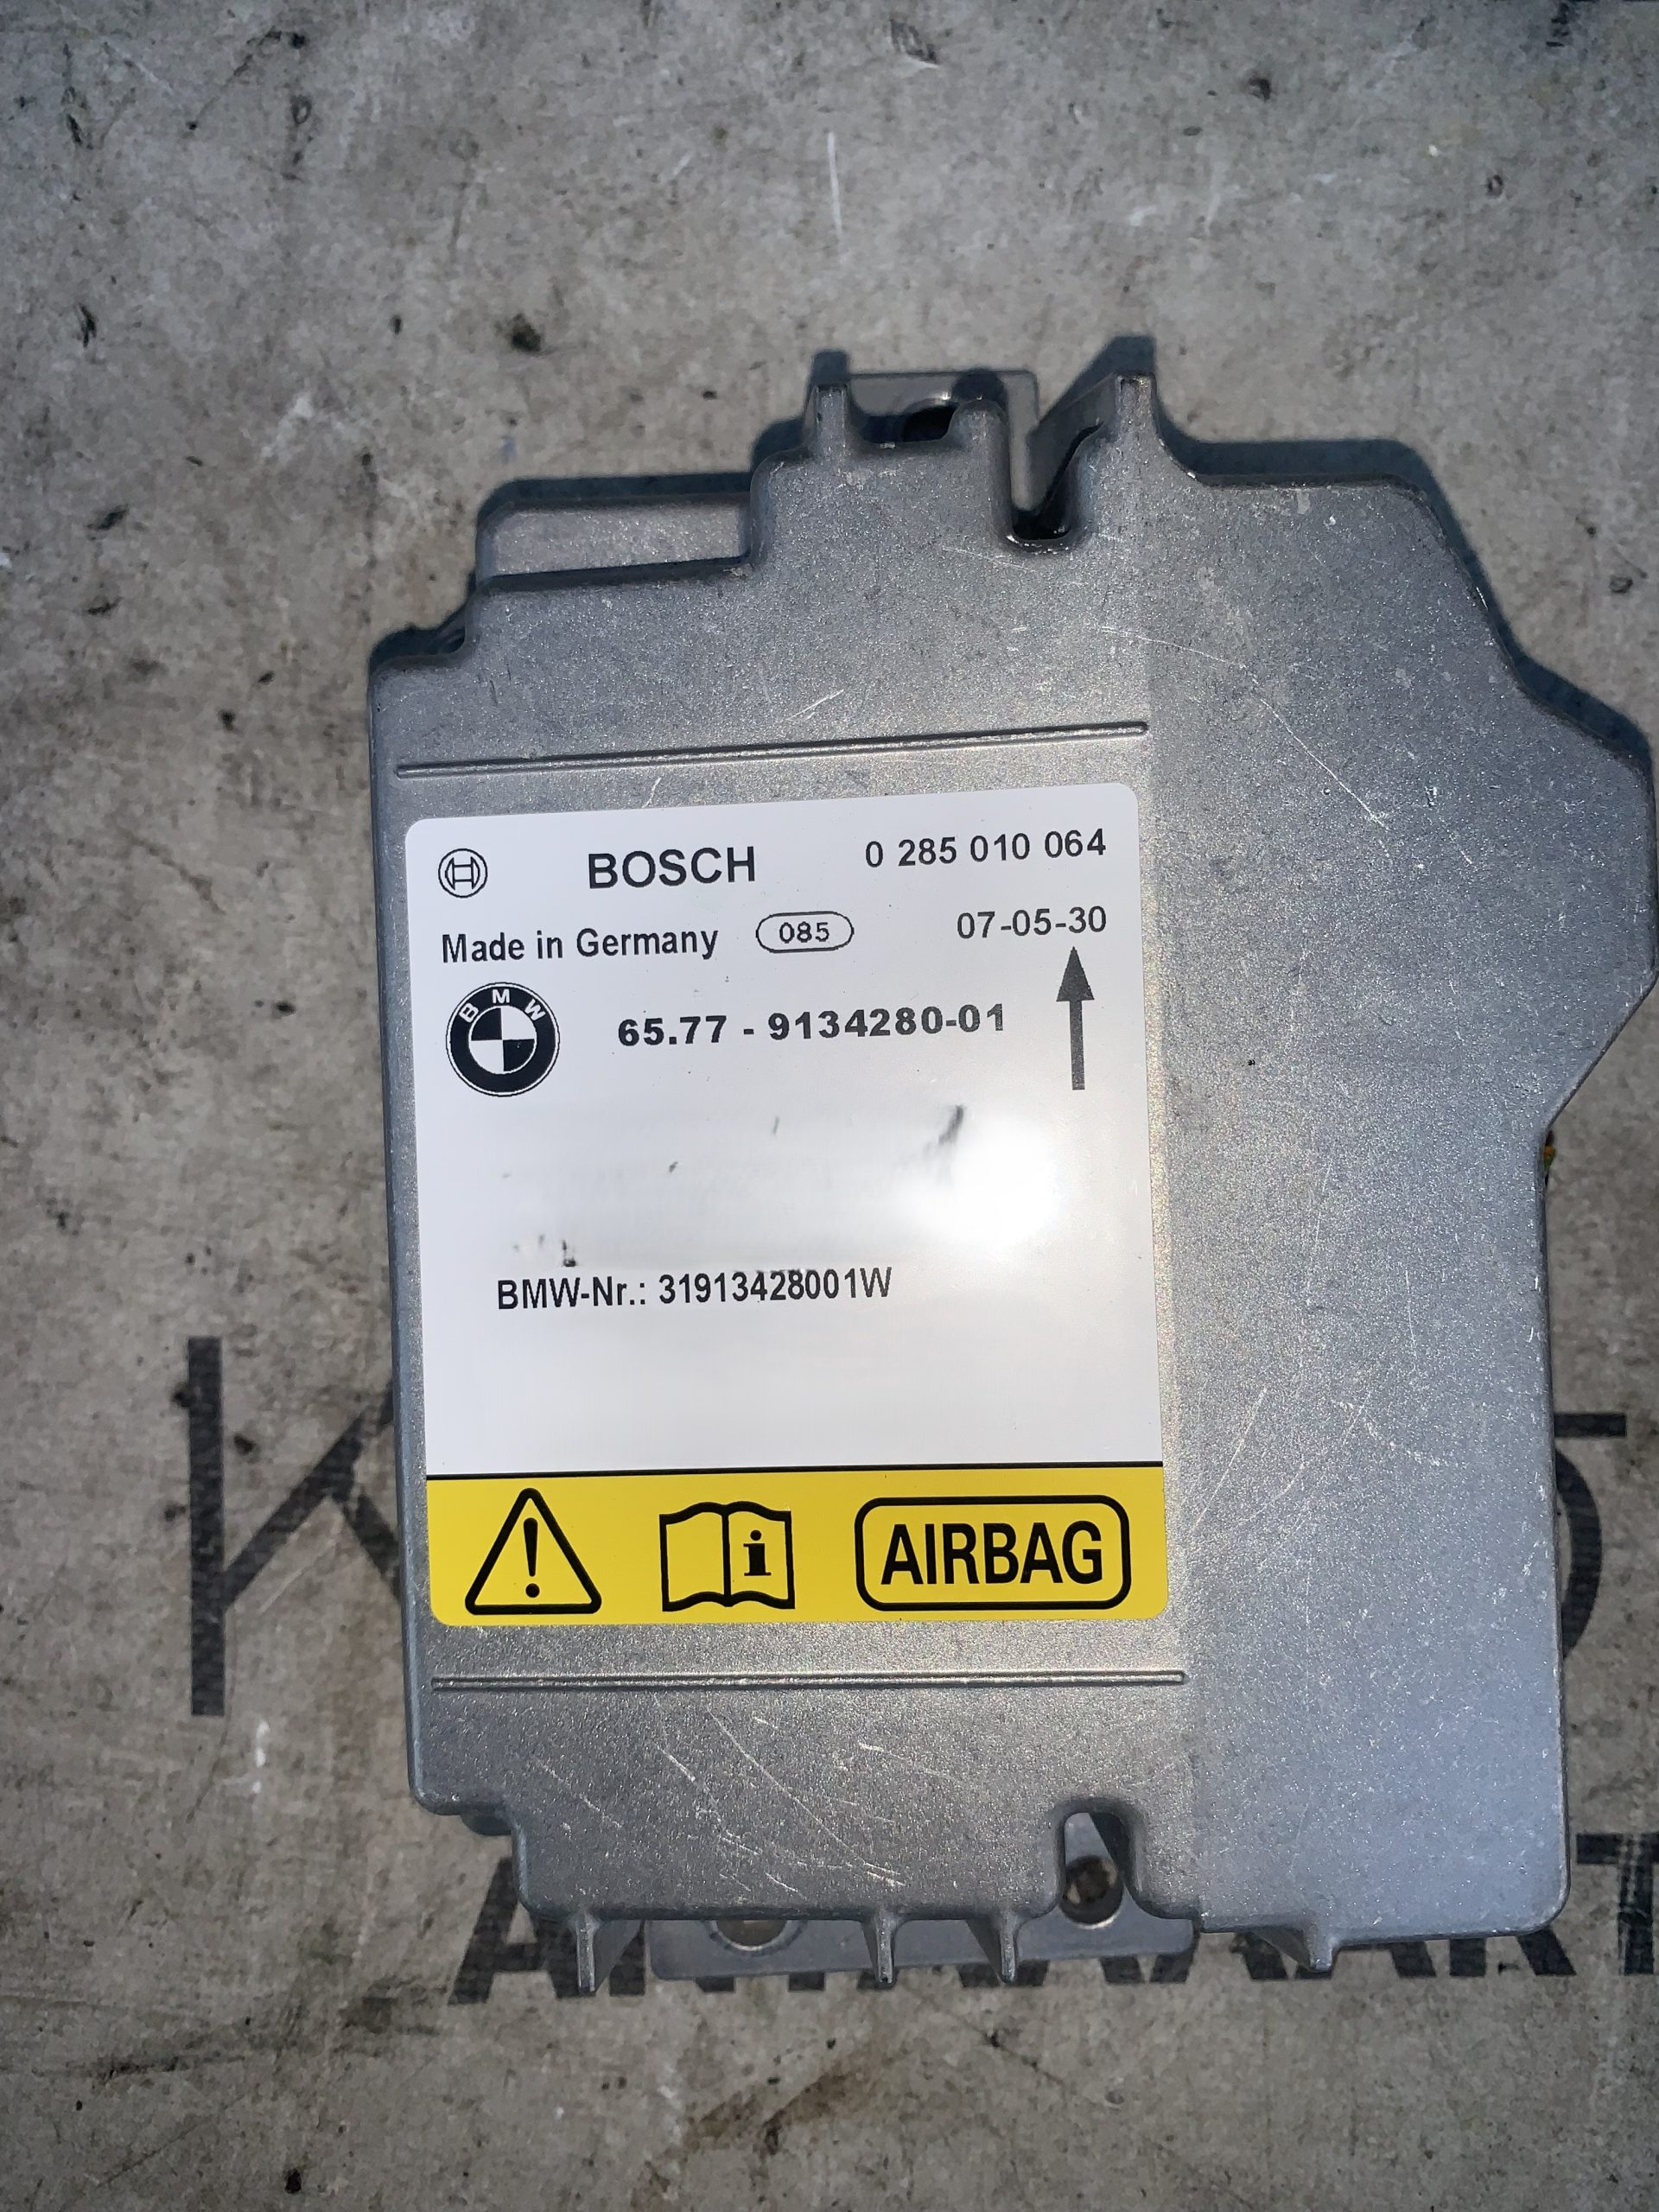 BOSCH 0 285 010 064
Made in Germany 085 07-05-30
BMW
65.77 - 9134280-01
BMW-Nr.: 31913428001W
AIRBAG